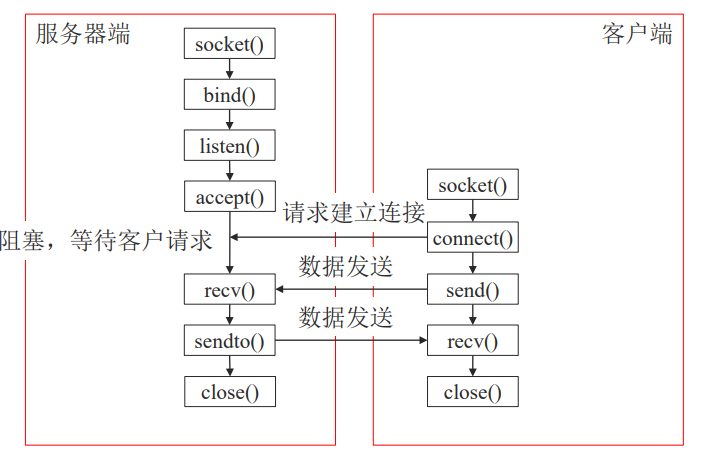 服务器端
客户端
socket()
bind()
listen()
accept()
socket()
请求建立连接
connect()
阻塞，等待客户请求
数据发送
recv()
send()
数据发送
sendto()
recv()
close()
close()